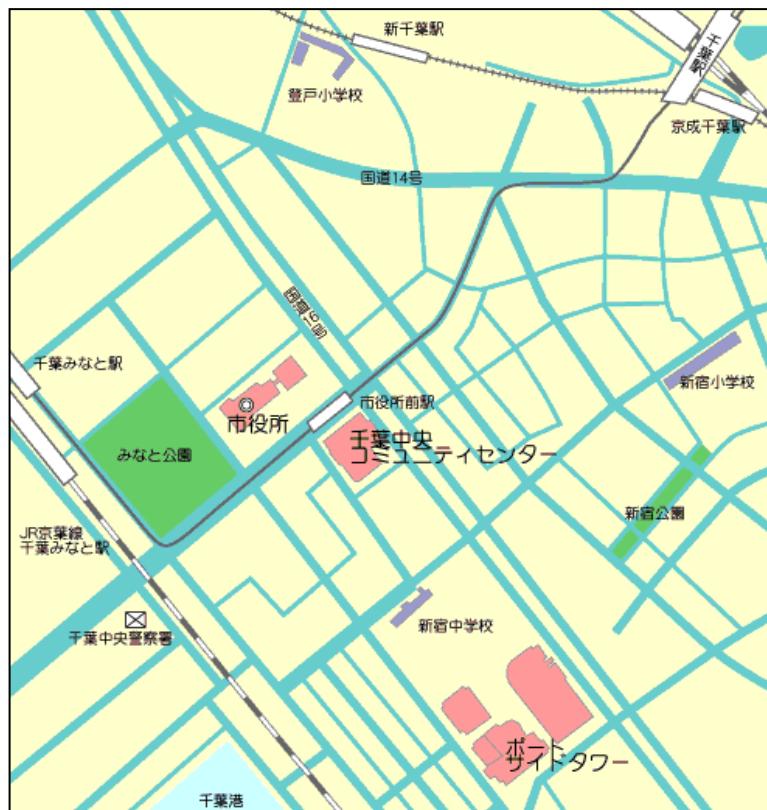 新千葉駅
千葉駅
登戸小学校
京成千葉駅
国道14号
国道16号
千葉みなと駅
新宿小学校
市役所前駅
市役所
千葉中央
コミュニティセンター
みなと公園
新宿公園
JR京葉線
千葉みなと駅
新宿中学校
千葉中央警察署
ポート
サイドタワー
千葉港